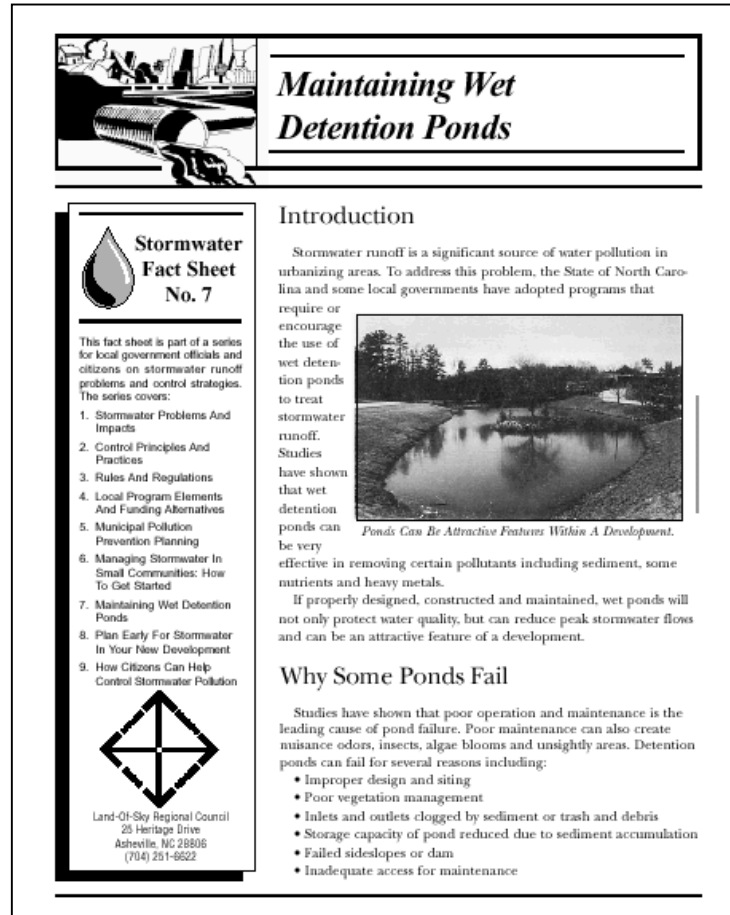 Maintaining Wet
Detention Ponds
Stormwater
Fact Sheet
No. 7
This fact sheet is part of a series
for local government officials and
citizens on stormwater runoff
problems and control strategies.
The series covers:
1. Stormwater Problems And
Impacts
2. Control Principles And
Practices
3. Rules And Regulations
4. Local Program Elements
And Funding Alternatives
5. Municipal Pollution
Prevention Planning
6. Managing Stormwater In
Small Communities: How
To Get Started
7. Maintaining Wet Detention
Ponds
8. Plan Early For Stormwater
In Your New Development
9. How Citizens Can Help
Control Stormwater Pollution
Land-Of-Sky Regional Council
25 Heritage Drive
Asheville, NC 28806
(704) 251-6622
Introduction
Stormwater runoff is a significant source of water pollution in
urbanizing areas. To address this problem, the State of North Caro-
lina and some local governments have adopted programs that
require or
encourage
the use of
wet deten-
tion ponds
to treat
stormwater
runoff.
Studies
have shown
that wet
detention
ponds can
be very
Ponds Can Be Attractive Features Within A Development.
effective in removing certain pollutants including sediment, some
nutrients and heavy metals.
If properly designed, constructed and maintained, wet ponds will
not only protect water quality, but can reduce peak stormwater flows
and can be an attractive feature of a development.
Why Some Ponds Fail
Studies have shown that poor operation and maintenance is the
leading cause of pond failure. Poor maintenance can also create
nuisance odors, insects, algae blooms and unsightly areas. Detention
ponds can fail for several reasons including:
• Improper design and siting
• Poor vegetation management
• Inlets and outlets clogged by sediment or trash and debris
• Storage capacity of pond reduced due to sediment accumulation
• Failed sideslopes or dam
• Inadequate access for maintenance